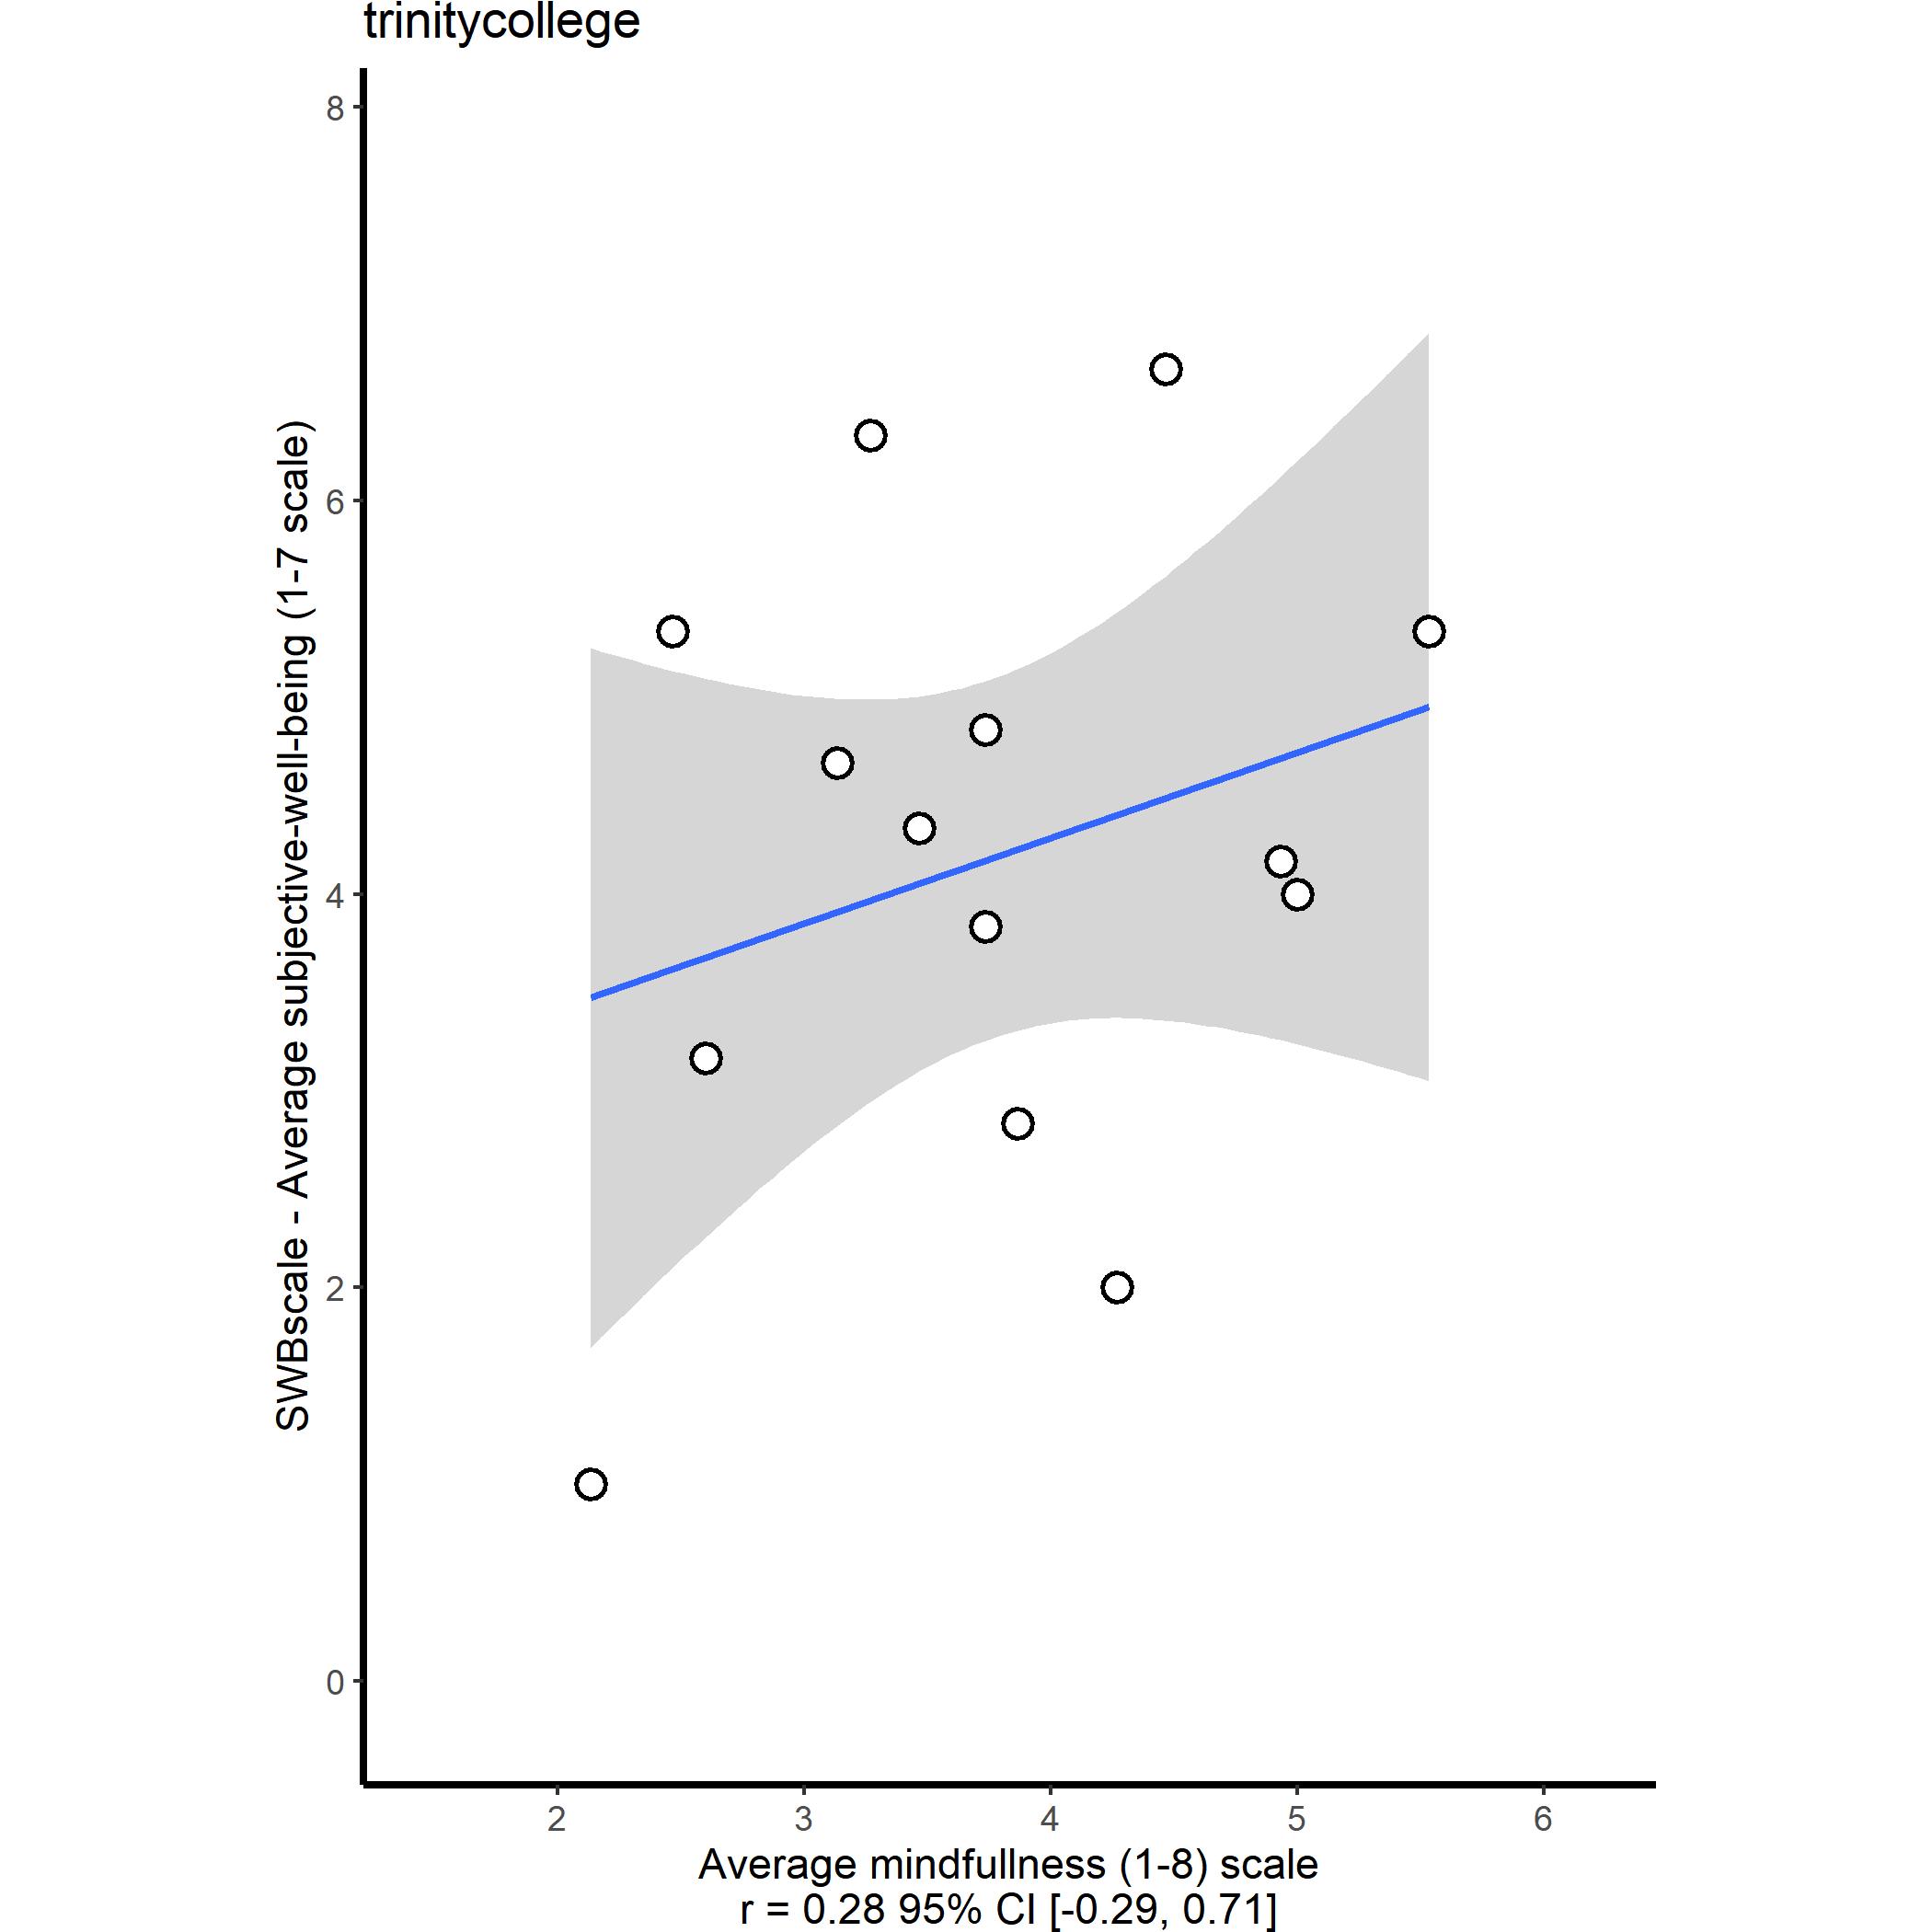 trinitycollege
8
6
4
2
0
SWBscale - Average subjective-well-being (1-7 scale)
2 3 4 5 6
Average mindfullness (1-8) scale
r = 0.28 95% CI [-0.29, 0.71]